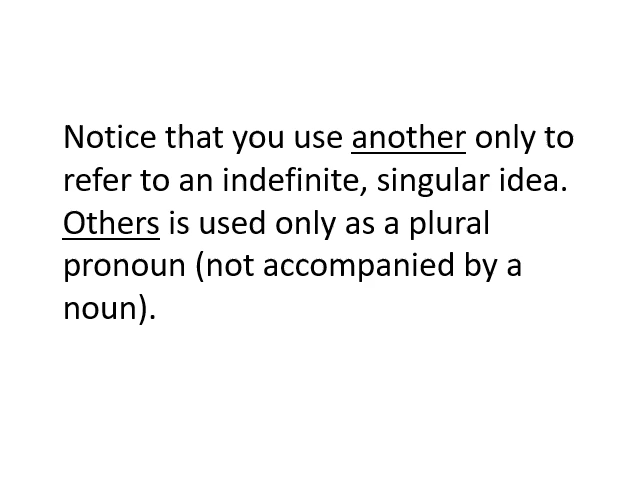 Notice that you use another only to
refer to an indefinite, singular idea.
Others is used only as a plural
pronoun (not accompanied by a
noun).